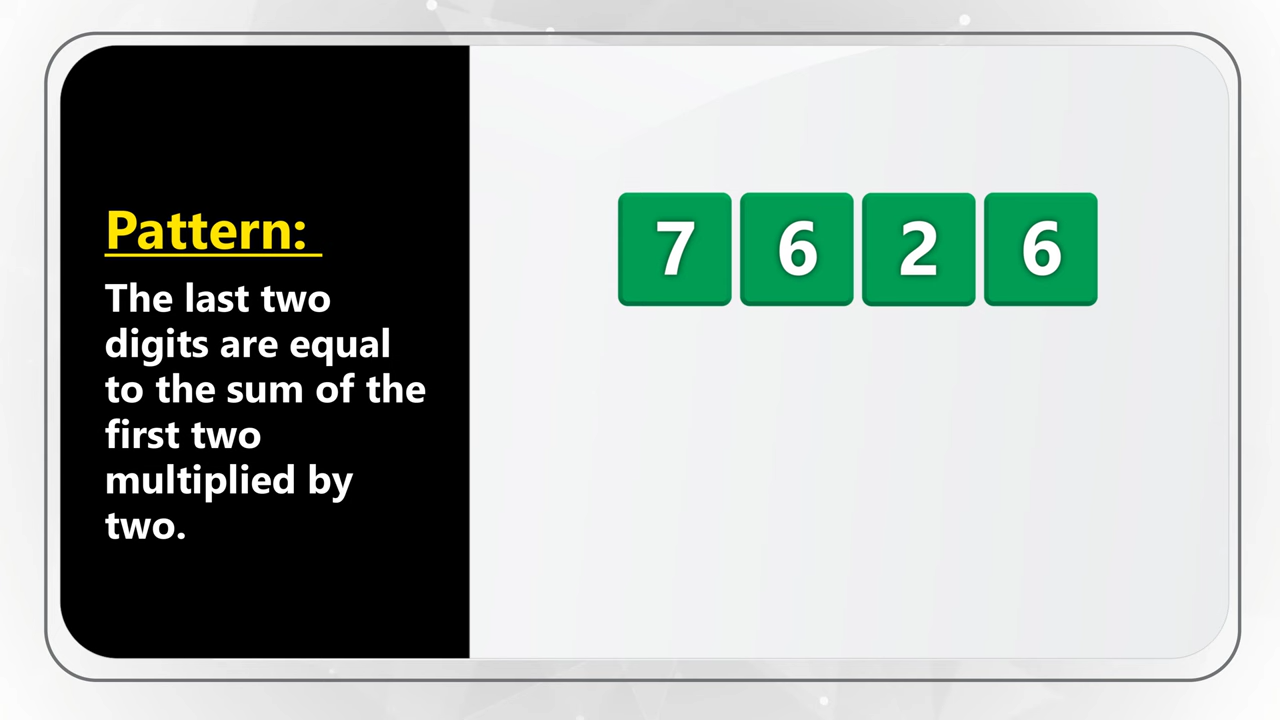 Pattern:
The last two
digits are equal
to the sum of the
first two
multiplied by
two.
7 6 2 6